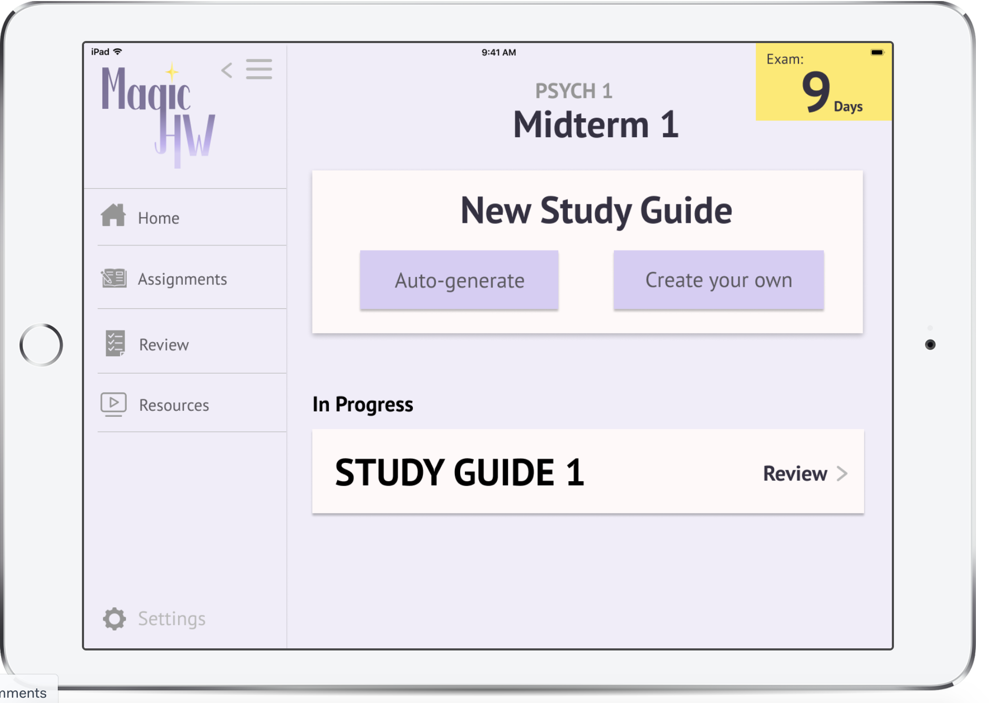 iPad
9:41 AM
Magic
HW
Exam:
9 Days
PSYCH 1
Midterm 1
Home
Assignments
Review
Resources
Settings
New Study Guide
Auto-generate
Create your own
In Progress
STUDY GUIDE 1
Review
mments